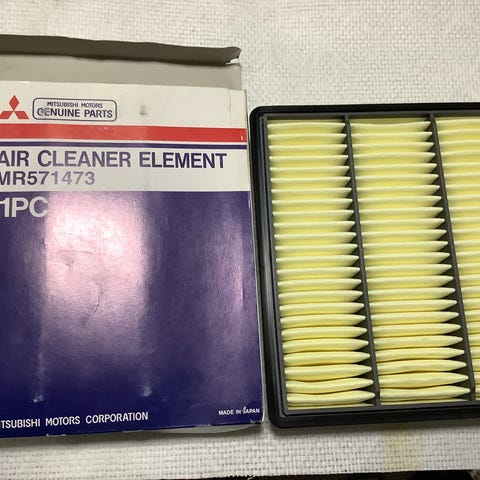 MITSUBISHI MOTORS
GENUINE PARTS
AIR CLEANER ELEMENT
MR571473
1PC
MADE IN JAPAN
MITSUBISHI MOTORS CORPORATION